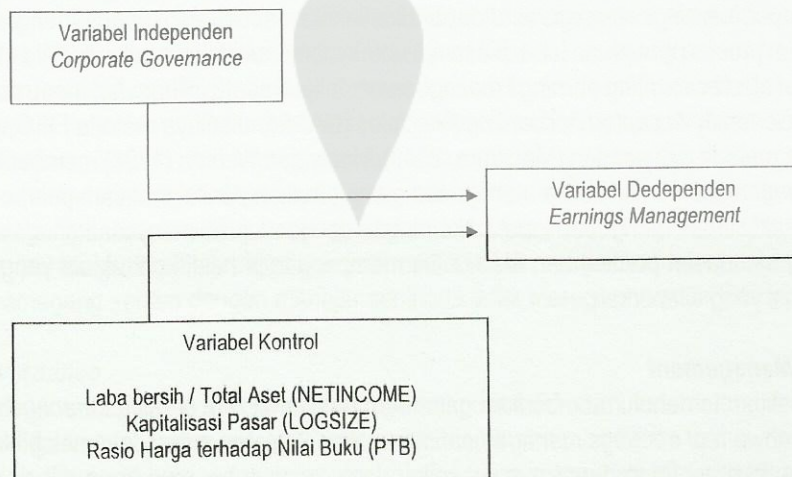 Variabel Independen
Corporate Governance
Variabel Dedependen
Earnings Management
Variabel Kontrol
Laba bersih / Total Aset (NETINCOME)
Kapitalisasi Pasar (LOGSIZE)
Rasio Harga terhadap Nilai Buku (PTB)